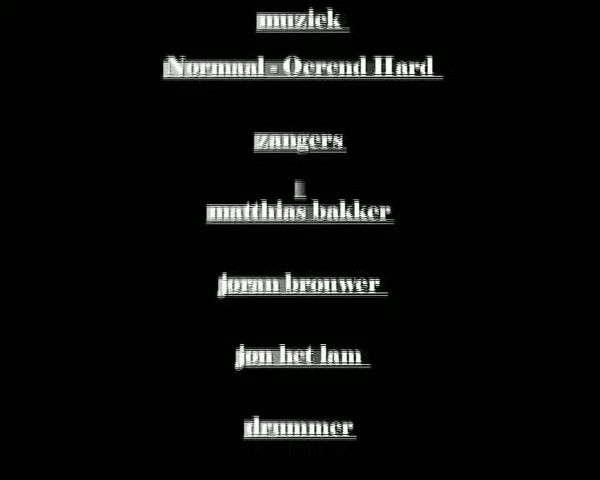 muziek
Normaal - Oerend Hard
zangers
matthias bakker
joran brouwer
jon het lam
drummer